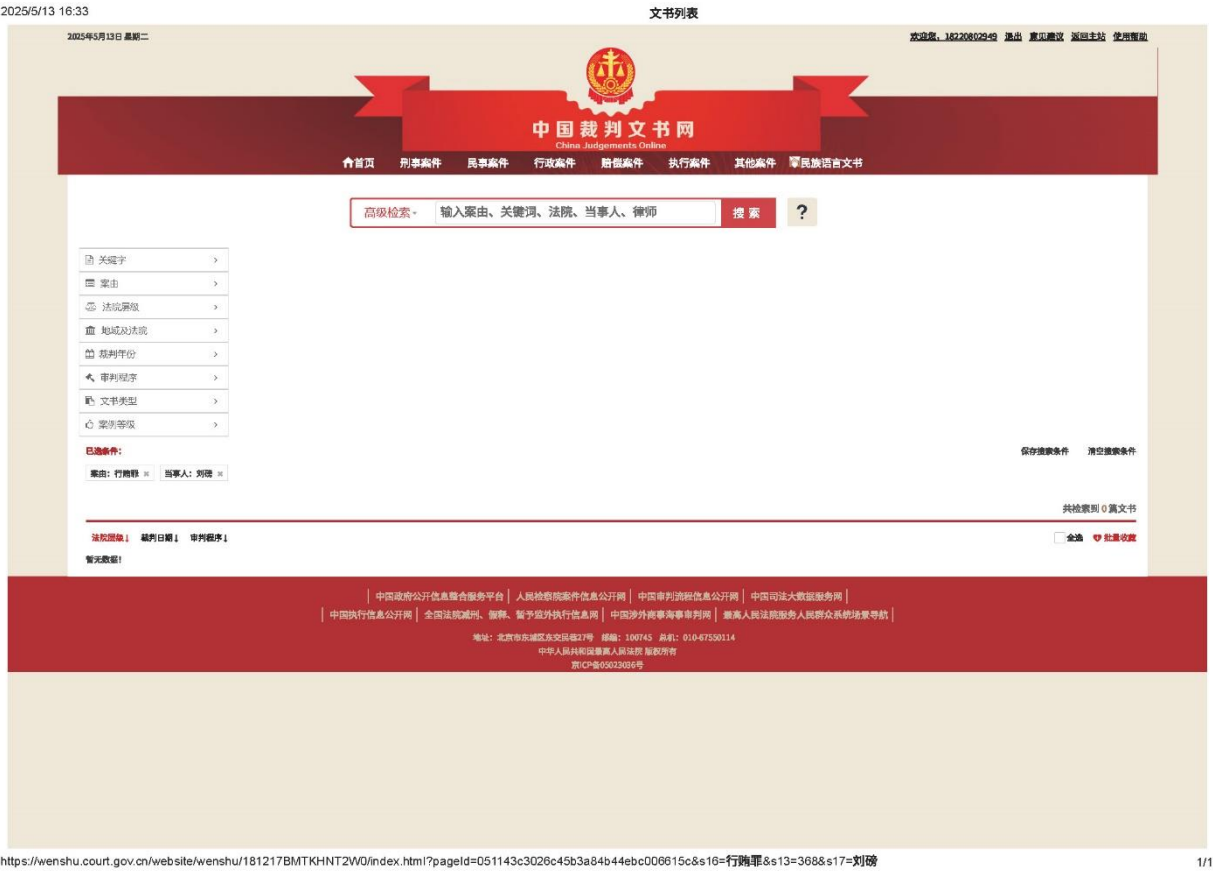 2025/5/13 16:33 文书列表
2025年5月13日 星期二 欢迎您，18220802949 退出 意见建议 返回主站 使用帮助
中国裁判文书网
China Judgements Online
首页 刑事案件 民事案件 行政案件 赔偿案件 执行案件 其他案件 民族语言文书
高级检索 输入案由、关键词、法院、当事人、律师 搜索 ?
关键字
案由
法院层级
地域及法院
裁判年份
审判程序
文书类型
案例等级
已选条件： 保存搜索条件 清空搜索条件
案由：行贿罪 × 当事人：刘磅 ×
共检索到 0 篇文书
法院层级↓ 裁判日期↓ 审判程序↓ 全选 批量收藏
暂无数据！
| 中国政府公开信息整合服务平台 | 人民检察院案件信息公开网 | 中国审判流程信息公开网 | 中国司法大数据服务网 |
| 中国执行信息公开网 | 全国法院减刑、假释、暂予监外执行信息网 | 中国涉外商事海事审判网 | 最高人民法院服务人民群众系统场景导航 |
地址：北京市东城区东交民巷27号 邮编：100745 总机：010-67550114
中华人民共和国最高人民法院 版权所有
京ICP备05023036号
https://wenshu.court.gov.cn/website/wenshu/181217BMTKHNT2W0/index.html?pageId=051143c3026c45b3a84b44ebc006615c&s16=行贿罪&s13=368&s17=刘磅 1/1